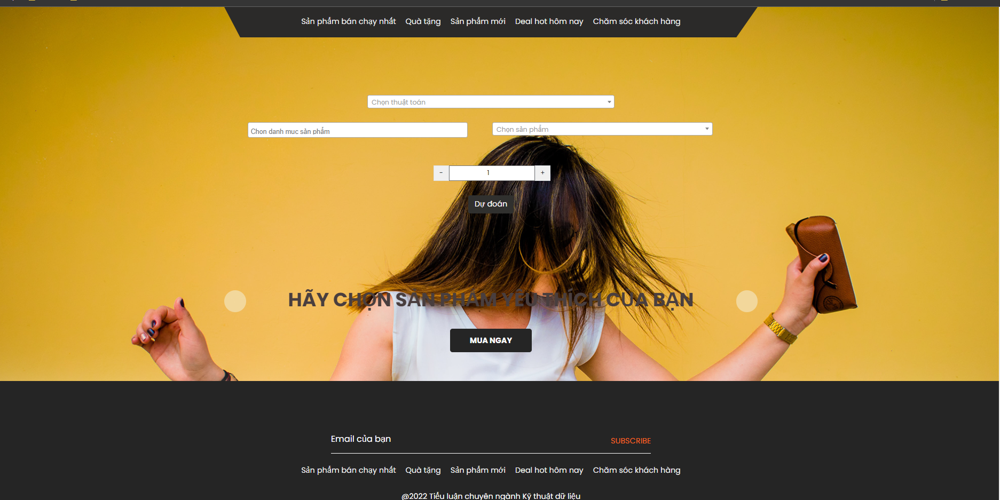 Sản phẩm bán chạy nhất Quà tặng Sản phẩm mới Deal hot hôm nay Chăm sóc khách hàng
Chọn thuật toán
Chọn danh mục sản phẩm
Chọn sản phẩm
- 1 +
Dự đoán
HÃY CHỌN SẢN PHẨM YÊU THÍCH CỦA BẠN
MUA NGAY
Email của bạn
SUBSCRIBE
Sản phẩm bán chạy nhất Quà tặng Sản phẩm mới Deal hot hôm nay Chăm sóc khách hàng
@2022 Tiểu luận chuyên ngành Kỹ thuật dữ liệu